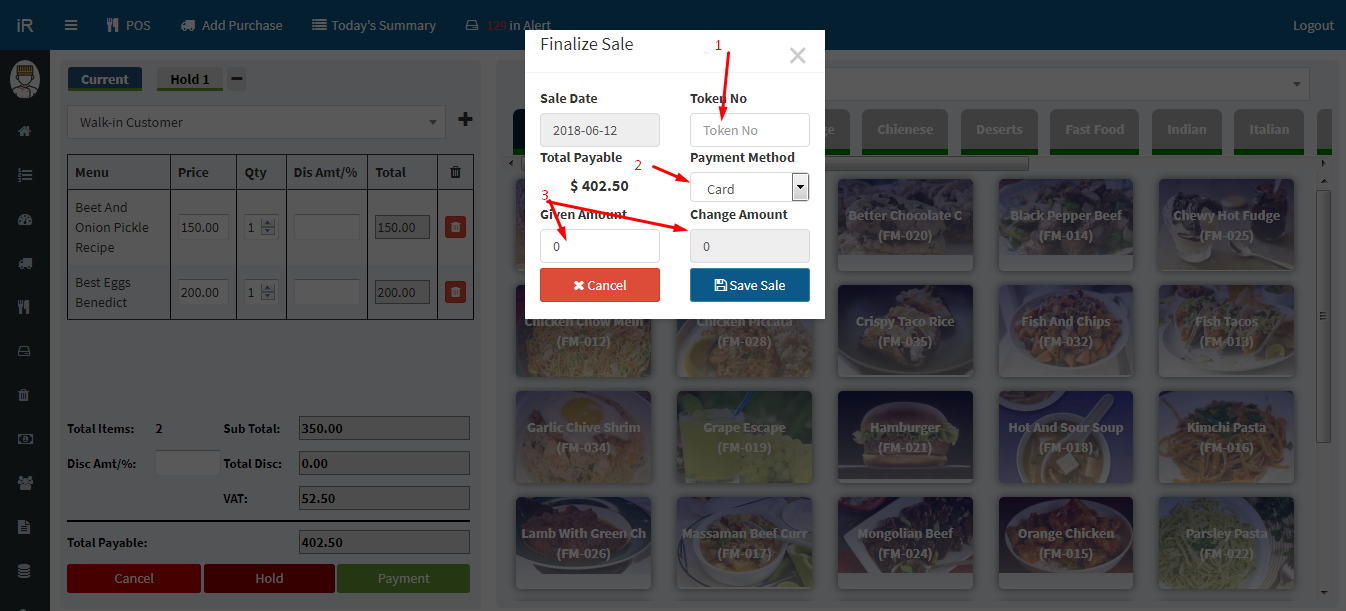 iR
POS
Add Purchase
Today's Summary
129 in Alert
Logout
Current
Hold 1
Walk-in Customer
Menu Price Qty Dis Amt/% Total
Beet And
Onion Pickle
Recipe
150.00 1 150.00
Best Eggs
Benedict
200.00 1 200.00
Total Items: 2 Sub Total: 350.00
Disc Amt/%: Total Disc: 0.00
VAT: 52.50
Total Payable: 402.50
Cancel Hold Payment
Finalize Sale
1
Sale Date Token No
2018-06-12 Token No
Total Payable 2 Payment Method
$ 402.50 Card
3
Given Amount Change Amount
0 0
Cancel Save Sale
Chienese Deserts Fast Food Indian Italian
Better Chocolate C
(FM-020)
Black Pepper Beef
(FM-014)
Chewy Hot Fudge
(FM-025)
Chicken Chow Mein
(FM-012)
Chicken Piccata
(FM-028)
Crispy Taco Rice
(FM-035)
Fish And Chips
(FM-032)
Fish Tacos
(FM-013)
Garlic Chive Shrim
(FM-034)
Grape Escape
(FM-019)
Hamburger
(FM-021)
Hot And Sour Soup
(FM-018)
Kimchi Pasta
(FM-016)
Lamb With Green Ch
(FM-026)
Massaman Beef Curr
(FM-017)
Mongolian Beef
(FM-024)
Orange Chicken
(FM-015)
Parsley Pasta
(FM-022)